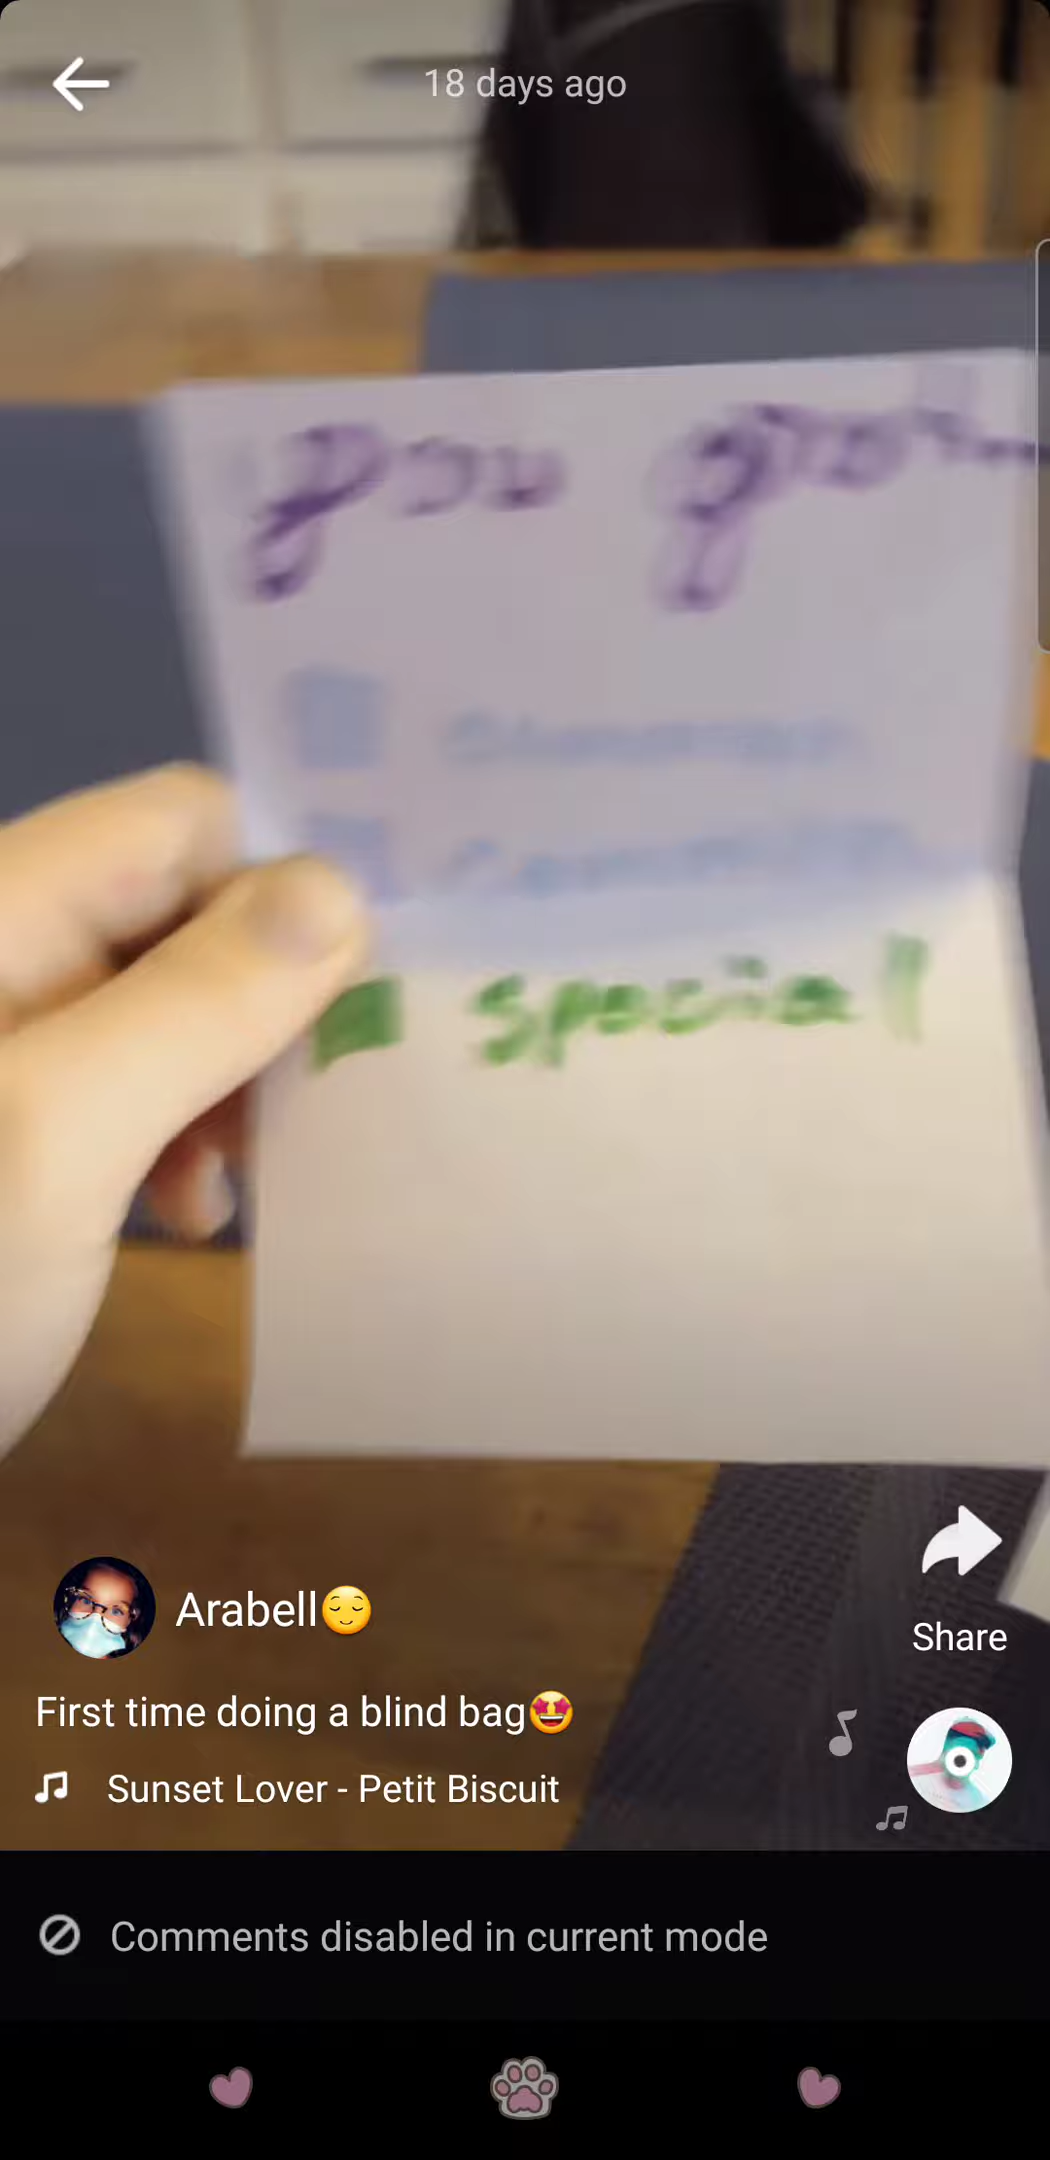 18 days ago
you
special
Share
Arabell😌
First time doing a blind bag🤩
Sunset Lover - Petit Biscuit
Comments disabled in current mode